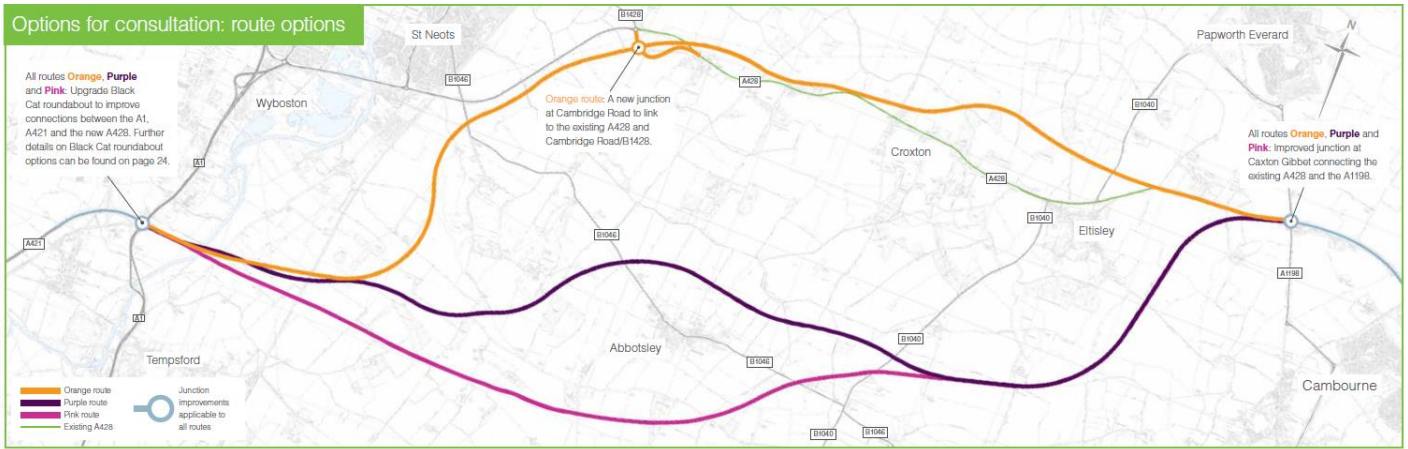 Options for consultation: route options
All routes Orange, Purple
and Pink: Upgrade Black
Cat roundabout to improve
connections between the A1,
A421 and the new A428. Further
details on Black Cat roundabout
options can be found on page 24.
St Neots
B1428
Papworth Everard
N
B1046
A428
Wyboston
Orange route: A new junction
at Cambridge Road to link
to the existing A428 and
Cambridge Road/B1428.
B1040
All routes Orange, Purple and
Pink: Improved junction at
Caxton Gibbet connecting the
existing A428 and the A1198.
A1
Croxton
A428
B1040
Eltisley
A421
B1046
A1198
A1
Tempsford
Abbotsley
B1040
B1046
Cambourne
Orange route
Purple route
Pink route
Existing A428
Junction
improvements
applicable to
all routes
B1040
B1046